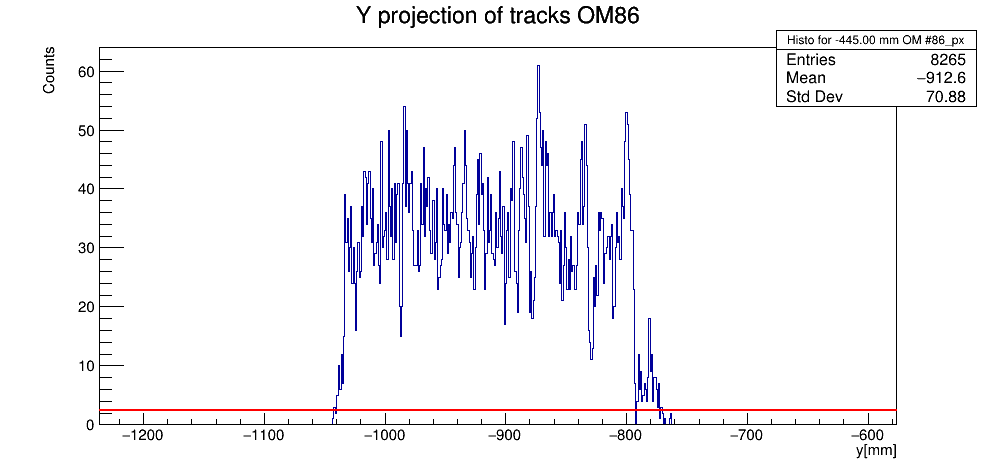 Y projection of tracks OM86
Histo for -445.00 mm OM #86_px
Entries 8265
Mean −912.6
Std Dev 70.88
Counts
60
50
40
30
20
10
0
−1200 −1100 −1000 −900 −800 −700 −600
y[mm]